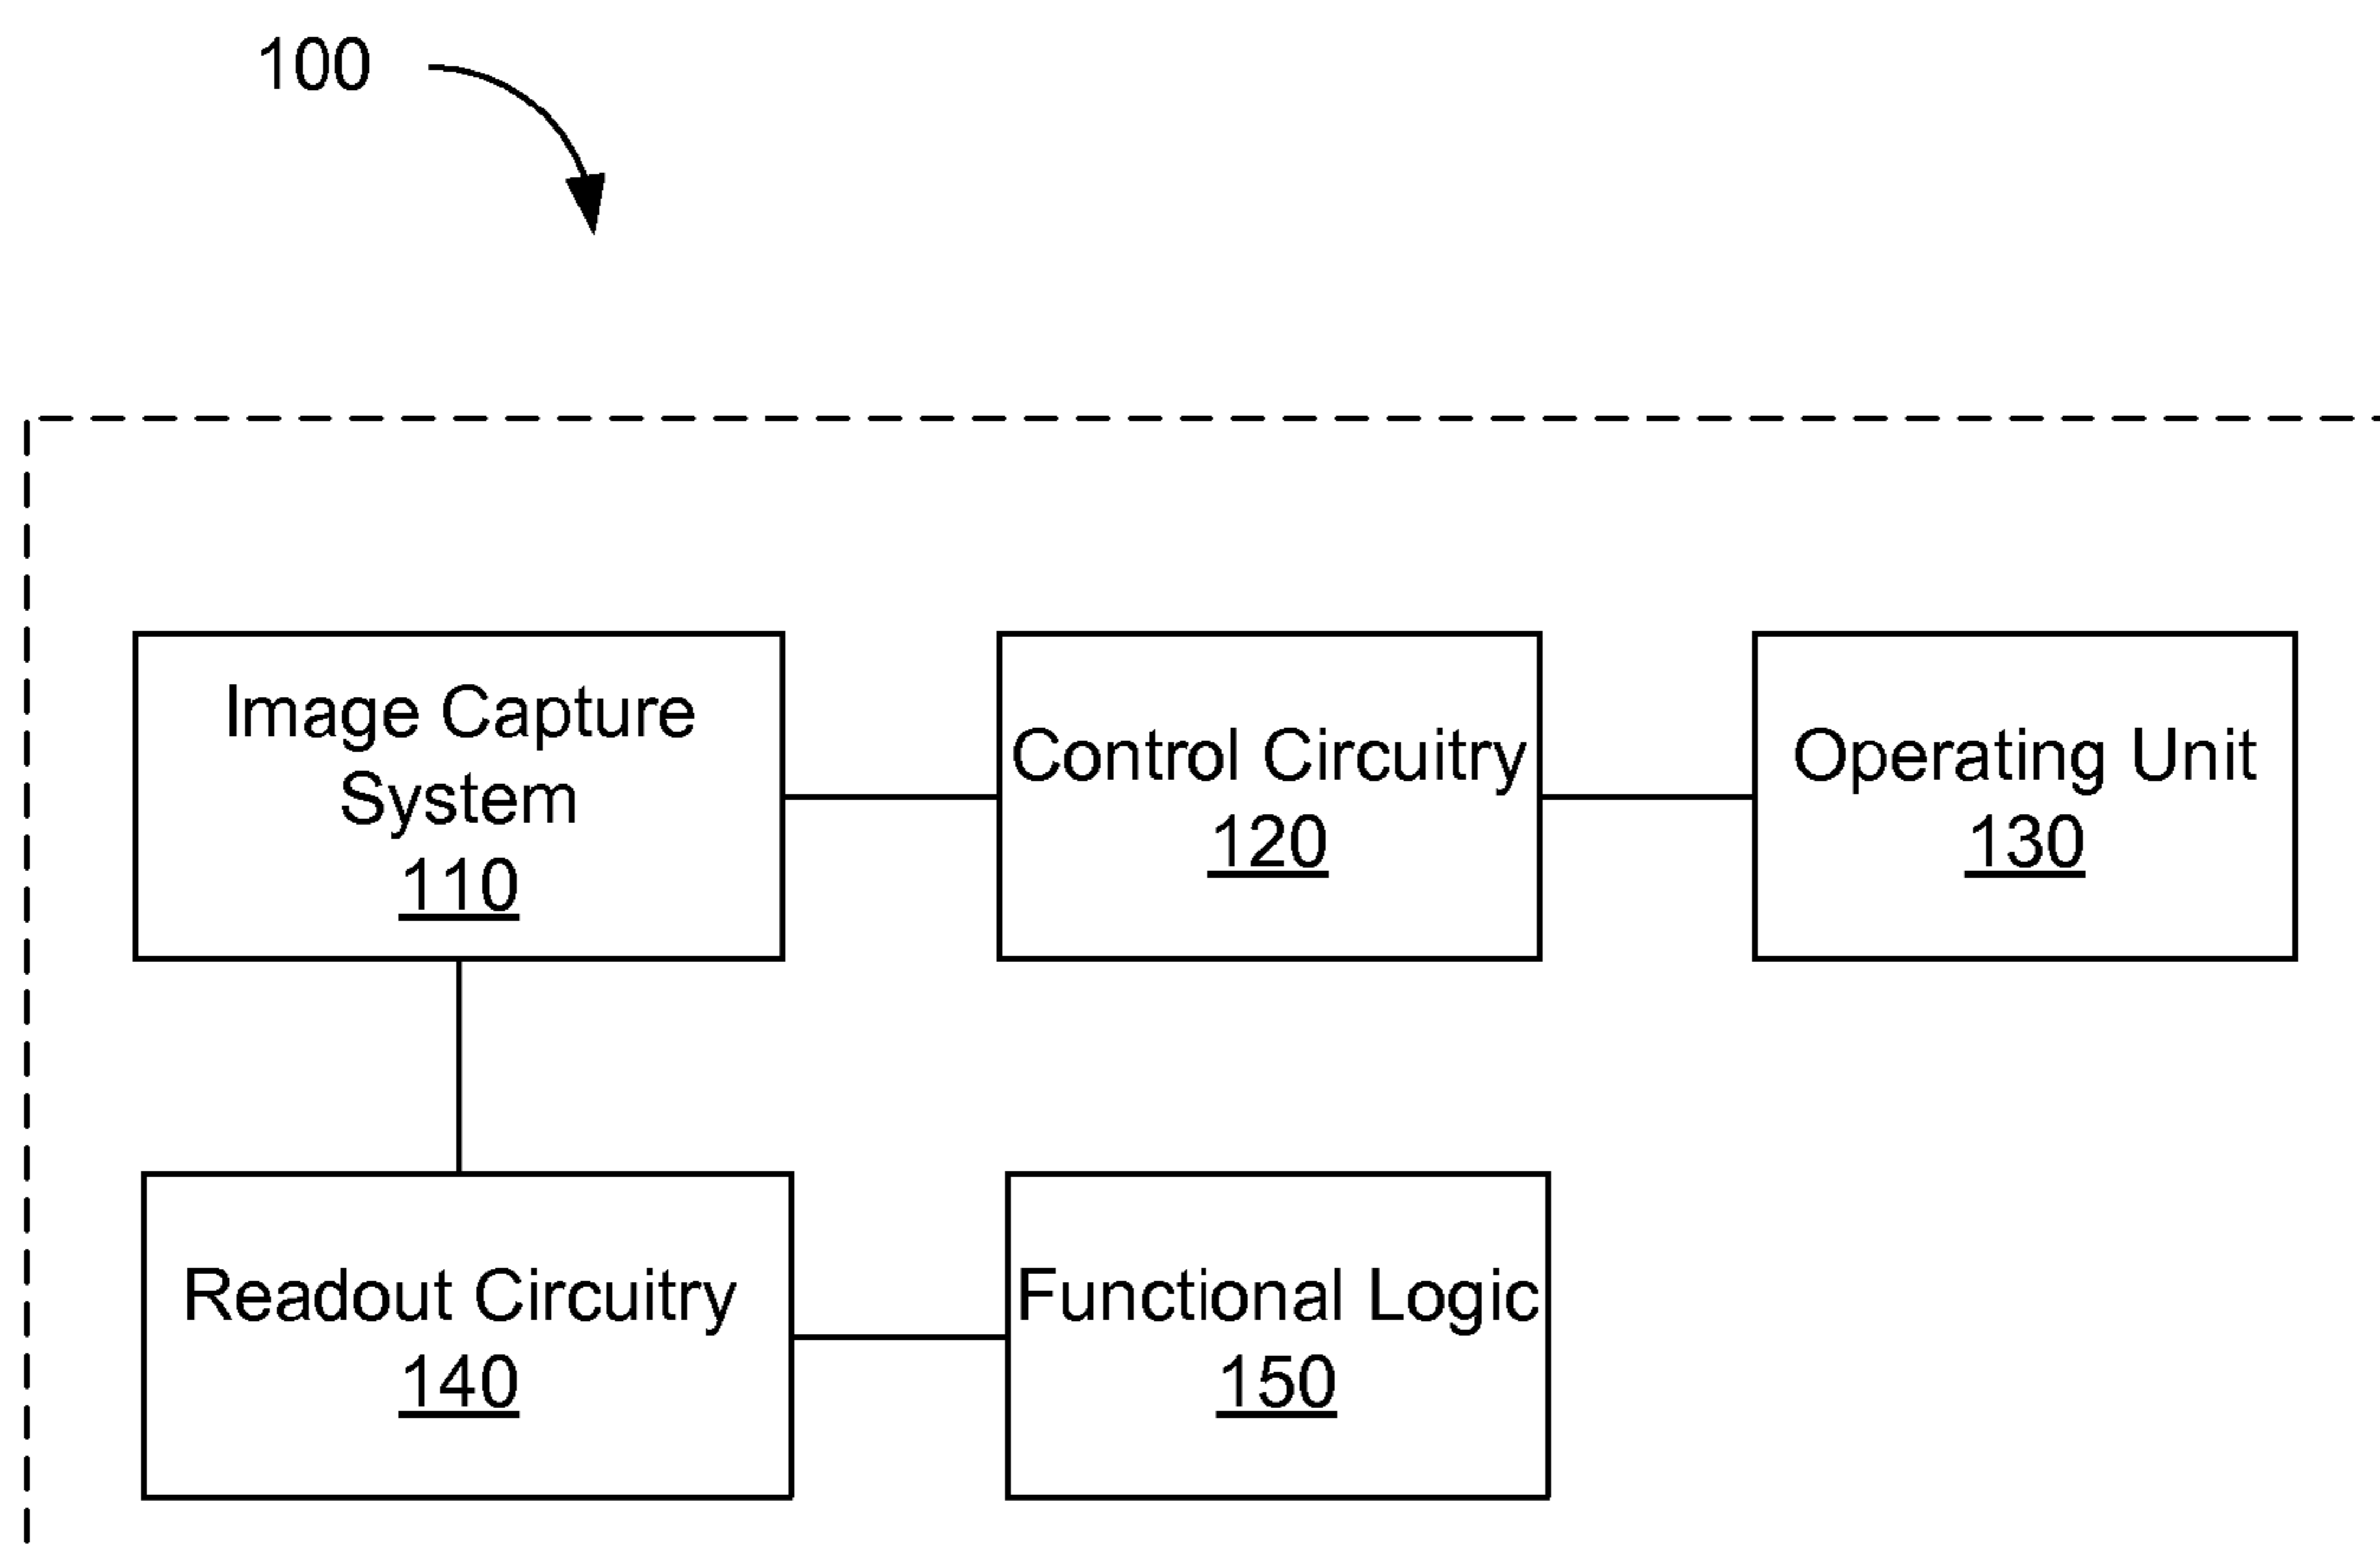 100
Image Capture
System
110
Control Circuitry
120
Operating Unit
130
Readout Circuitry
140
Functional Logic
150